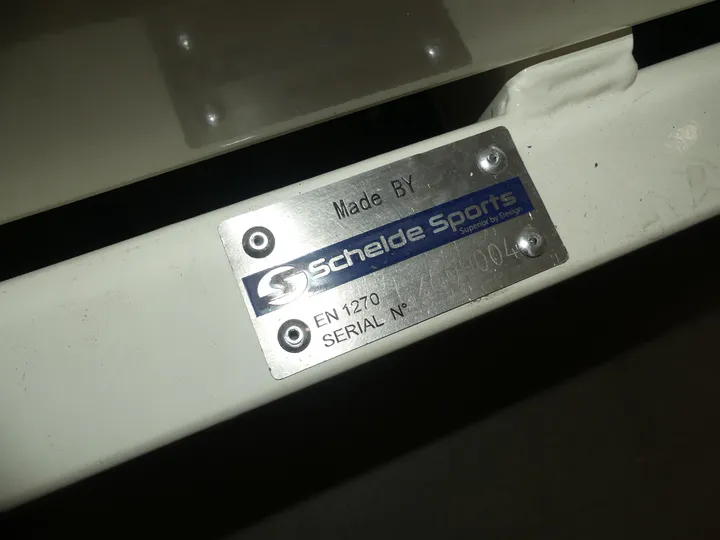 Made BY
Schelde Sports
Superior by Design
EN 1270
SERIAL N°